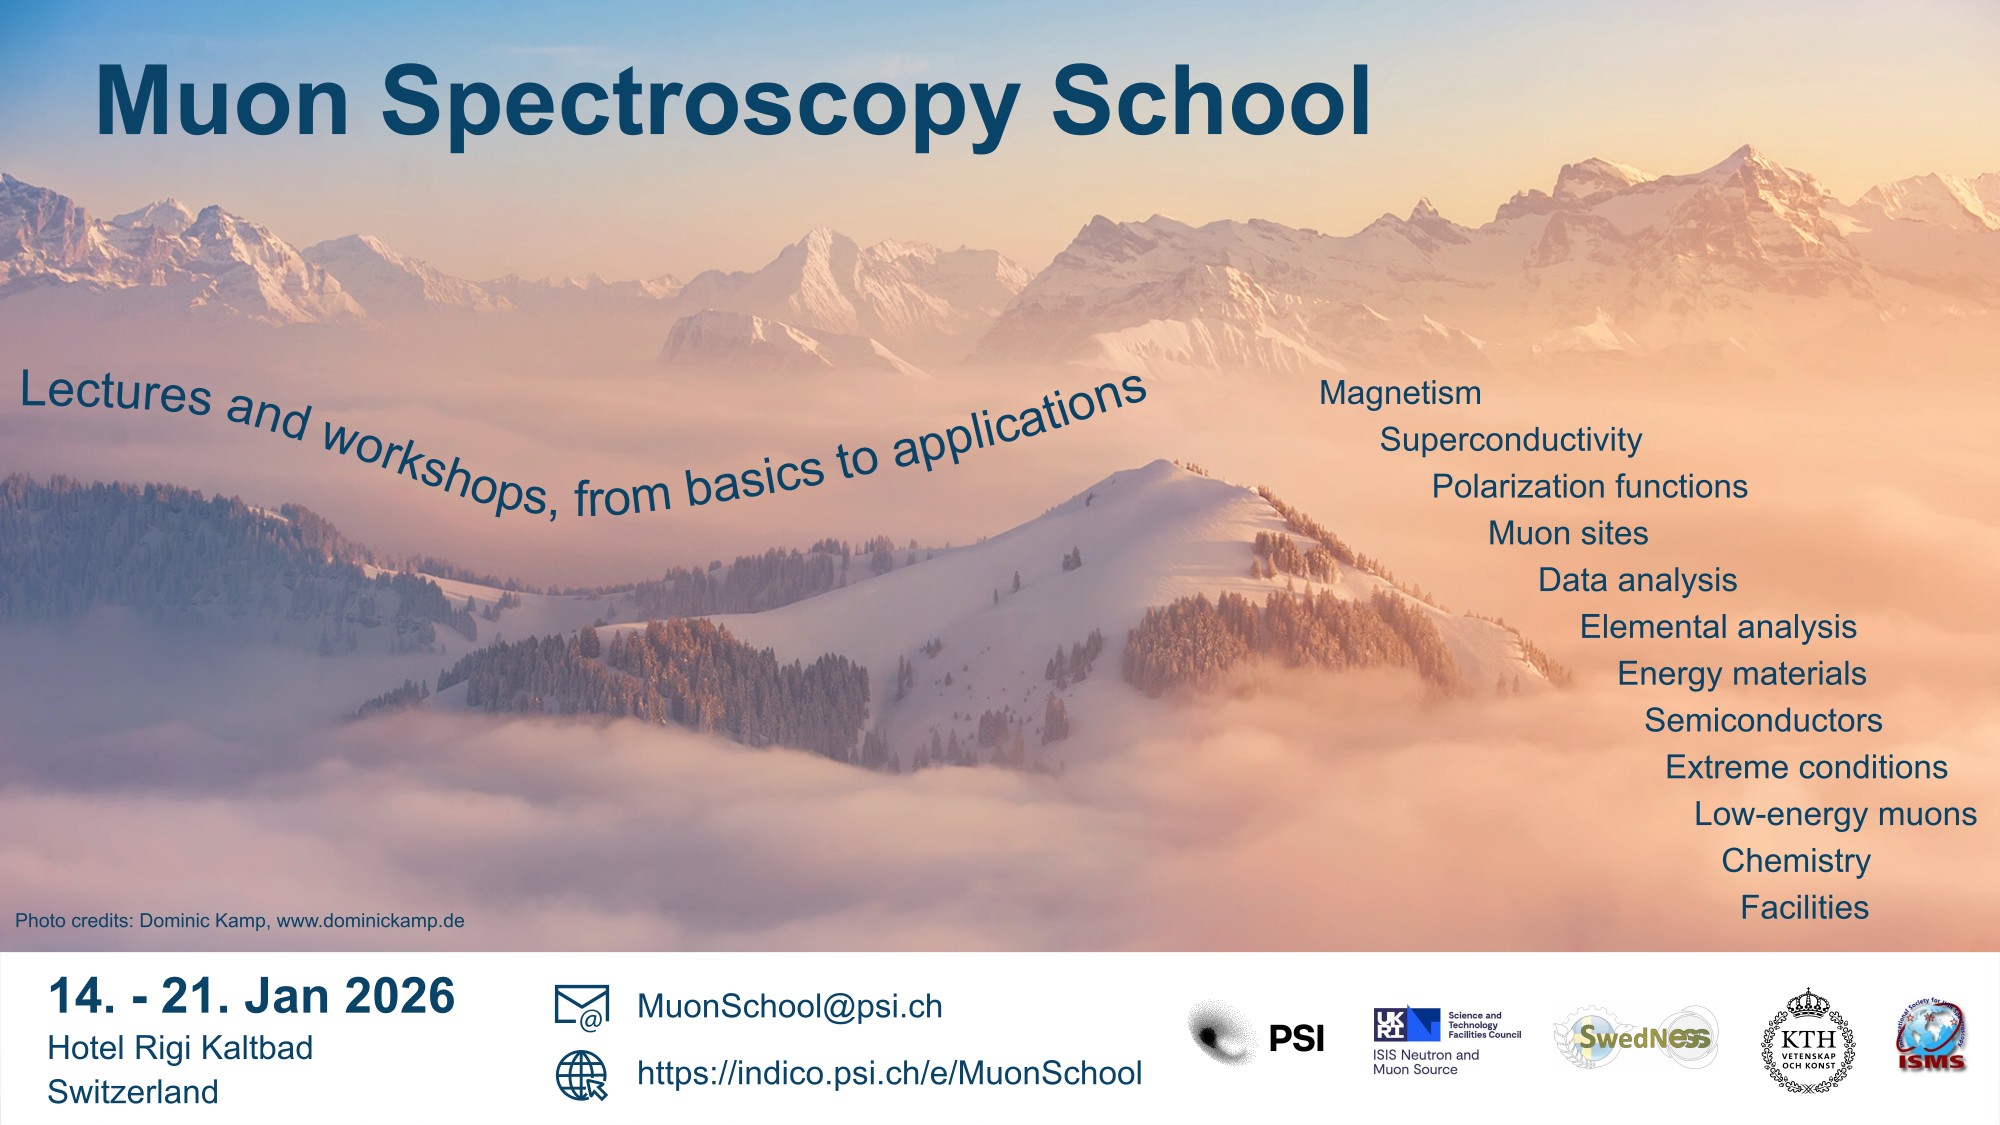 Muon Spectroscopy School
Lectures and workshops, from basics to applications
Magnetism
Superconductivity
Polarization functions
Muon sites
Data analysis
Elemental analysis
Energy materials
Semiconductors
Extreme conditions
Low-energy muons
Chemistry
Facilities
Photo credits: Dominic Kamp, www.dominickamp.de
14. - 21. Jan 2026
Hotel Rigi Kaltbad
Switzerland
MuonSchool@psi.ch
https://indico.psi.ch/e/MuonSchool
PSI
UK
RI
Science and
Technology
Facilities Council
ISIS Neutron and
Muon Source
SwedNess
KTH
VETENSKAP
OCH KONST
ISMS